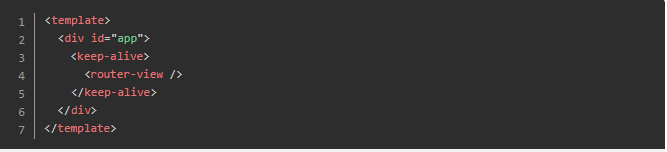 1 <template>
2   <div id="app">
3     <keep-alive>
4       <router-view />
5     </keep-alive>
6   </div>
7 </template>